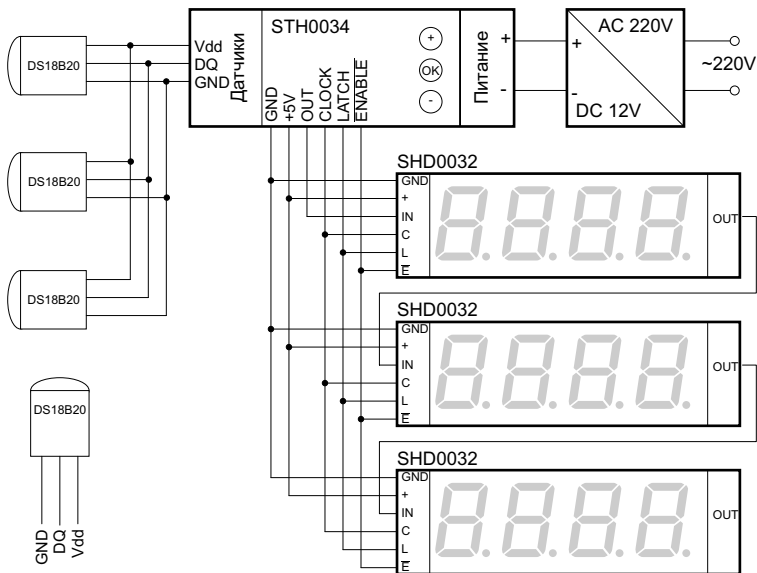 DS18B20
DS18B20
DS18B20
DS18B20
GND
DQ
Vdd
STH0034
Vdd
DQ
GND
Датчики
GND
+5V
OUT
CLOCK
LATCH
ENABLE
+
OK
-
Питание
+
-
AC 220V
+
-
DC 12V
~220V
SHD0032
GND
+
IN
C
L
E
OUT
SHD0032
GND
+
IN
C
L
E
OUT
SHD0032
GND
+
IN
C
L
E
OUT